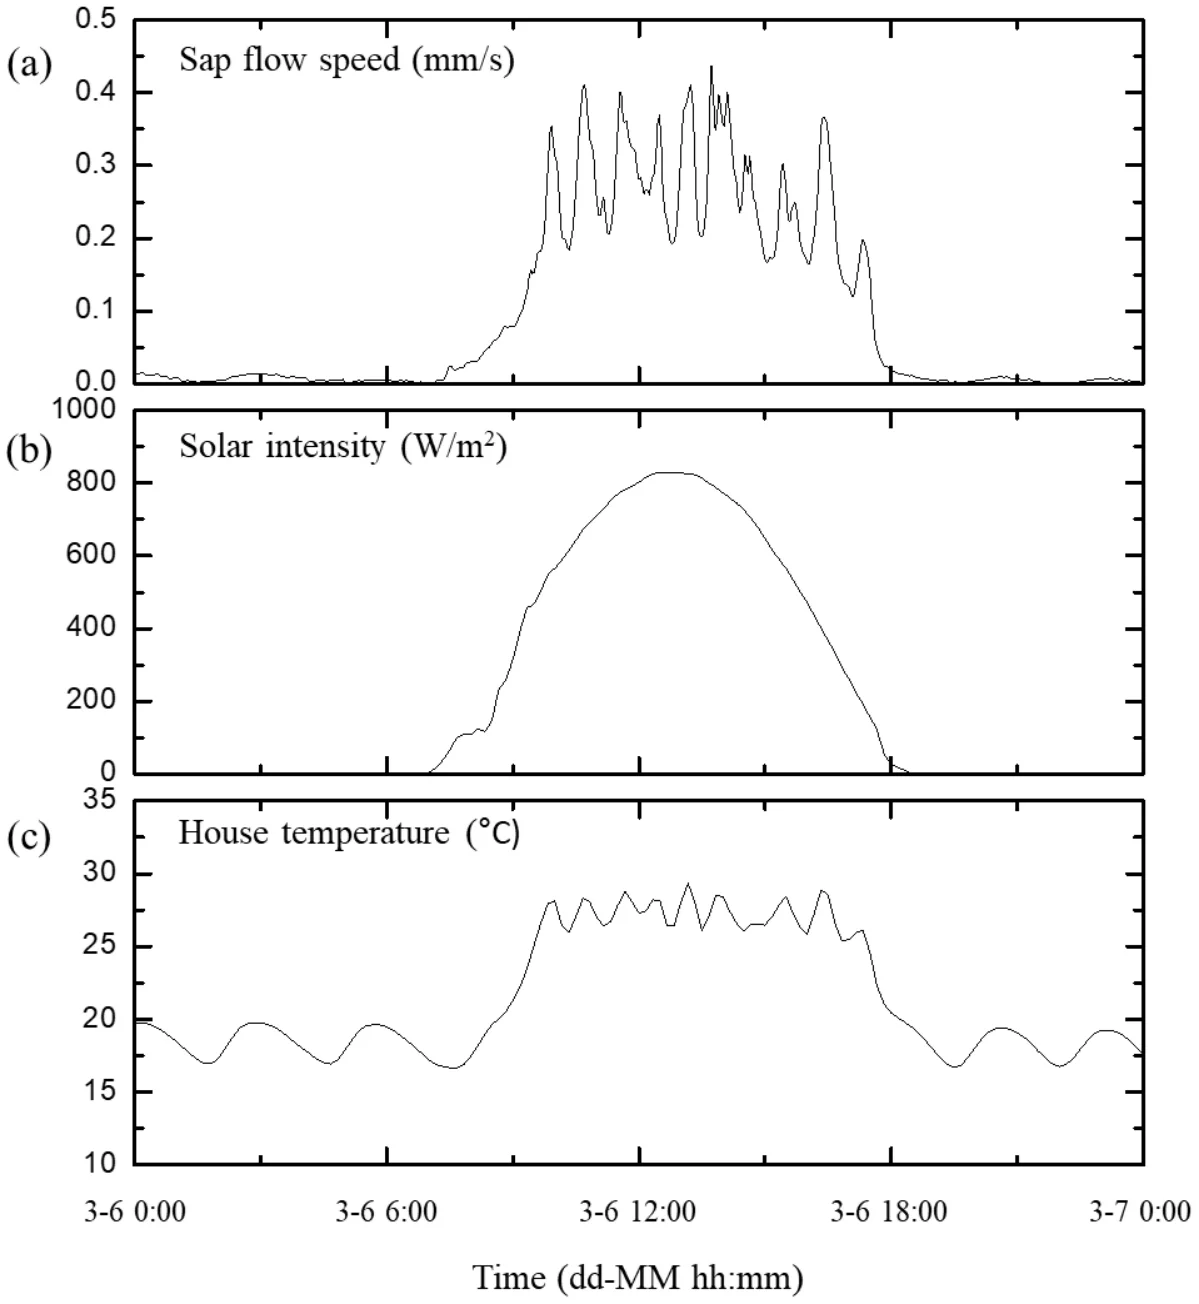 (a)
Sap flow speed (mm/s)
0.5
0.4
0.3
0.2
0.1
0.0
(b)
Solar intensity (W/m²)
1000
800
600
400
200
0
(c)
House temperature (°C)
35
30
25
20
15
10
3-6 0:00 3-6 6:00 3-6 12:00 3-6 18:00 3-7 0:00
Time (dd-MM hh:mm)